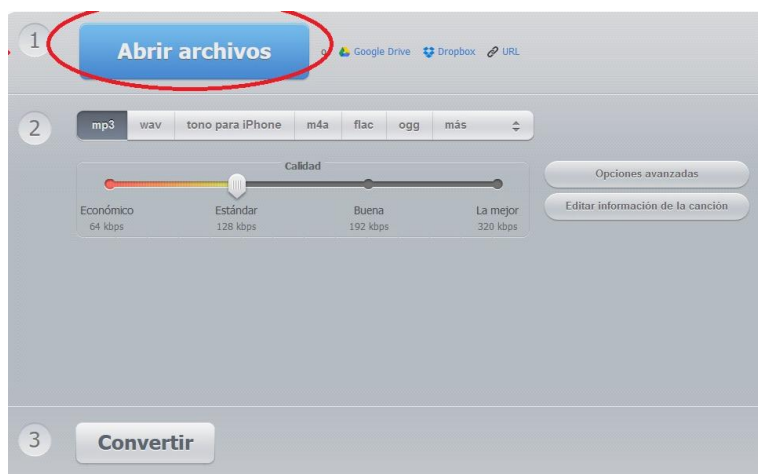 1
Abrir archivos
o Google Drive Dropbox URL
2
mp3 wav tono para iPhone m4a flac ogg más
Calidad
Económico Estándar Buena La mejor
64 kbps 128 kbps 192 kbps 320 kbps
Opciones avanzadas
Editar información de la canción
3
Convertir